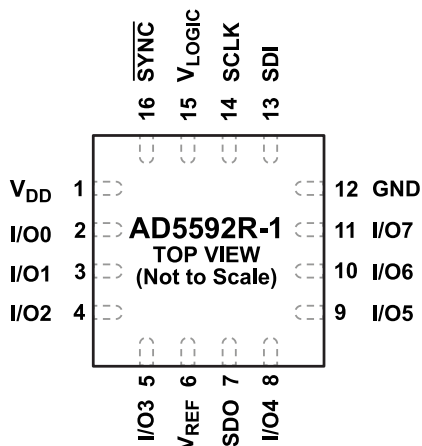 16 SYNC
15 VLOGIC
14 SCLK
13 SDI
VDD 1
I/O0 2
I/O1 3
I/O2 4
AD5592R-1
TOP VIEW
(Not to Scale)
12 GND
11 I/O7
10 I/O6
9 I/O5
I/O3 5
VREF 6
SDO 7
I/O4 8